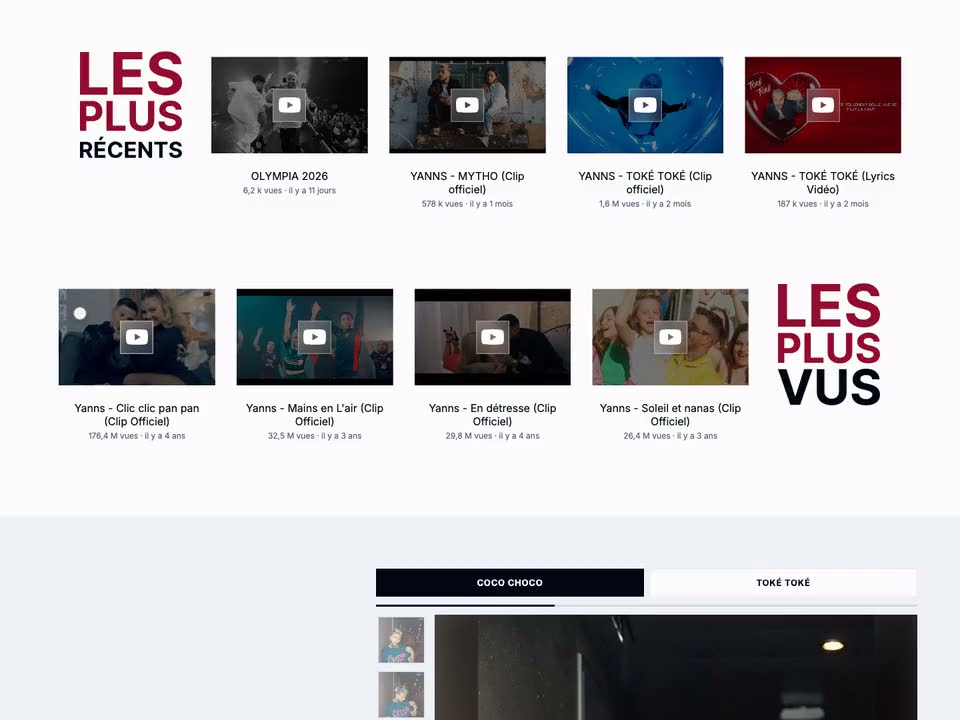 LES
PLUS
RÉCENTS
OLYMPIA 2026
6,2 k vues · il y a 11 jours
YANNS - MYTHO (Clip
officiel)
578 k vues · il y a 1 mois
YANNS - TOKÉ TOKÉ (Clip
officiel)
1,6 M vues · il y a 2 mois
TOKÉ
TOKÉ
YANNS - TOKÉ TOKÉ (Lyrics
Vidéo)
187 k vues · il y a 2 mois
Yanns - Clic clic pan pan
(Clip Officiel)
176,4 M vues · il y a 4 ans
Yanns - Mains en L'air (Clip
Officiel)
32,5 M vues · il y a 3 ans
Yanns - En détresse (Clip
Officiel)
29,8 M vues · il y a 4 ans
Yanns - Soleil et nanas (Clip
Officiel)
26,4 M vues · il y a 3 ans
LES
PLUS
VUS
COCO CHOCO
TOKÉ TOKÉ